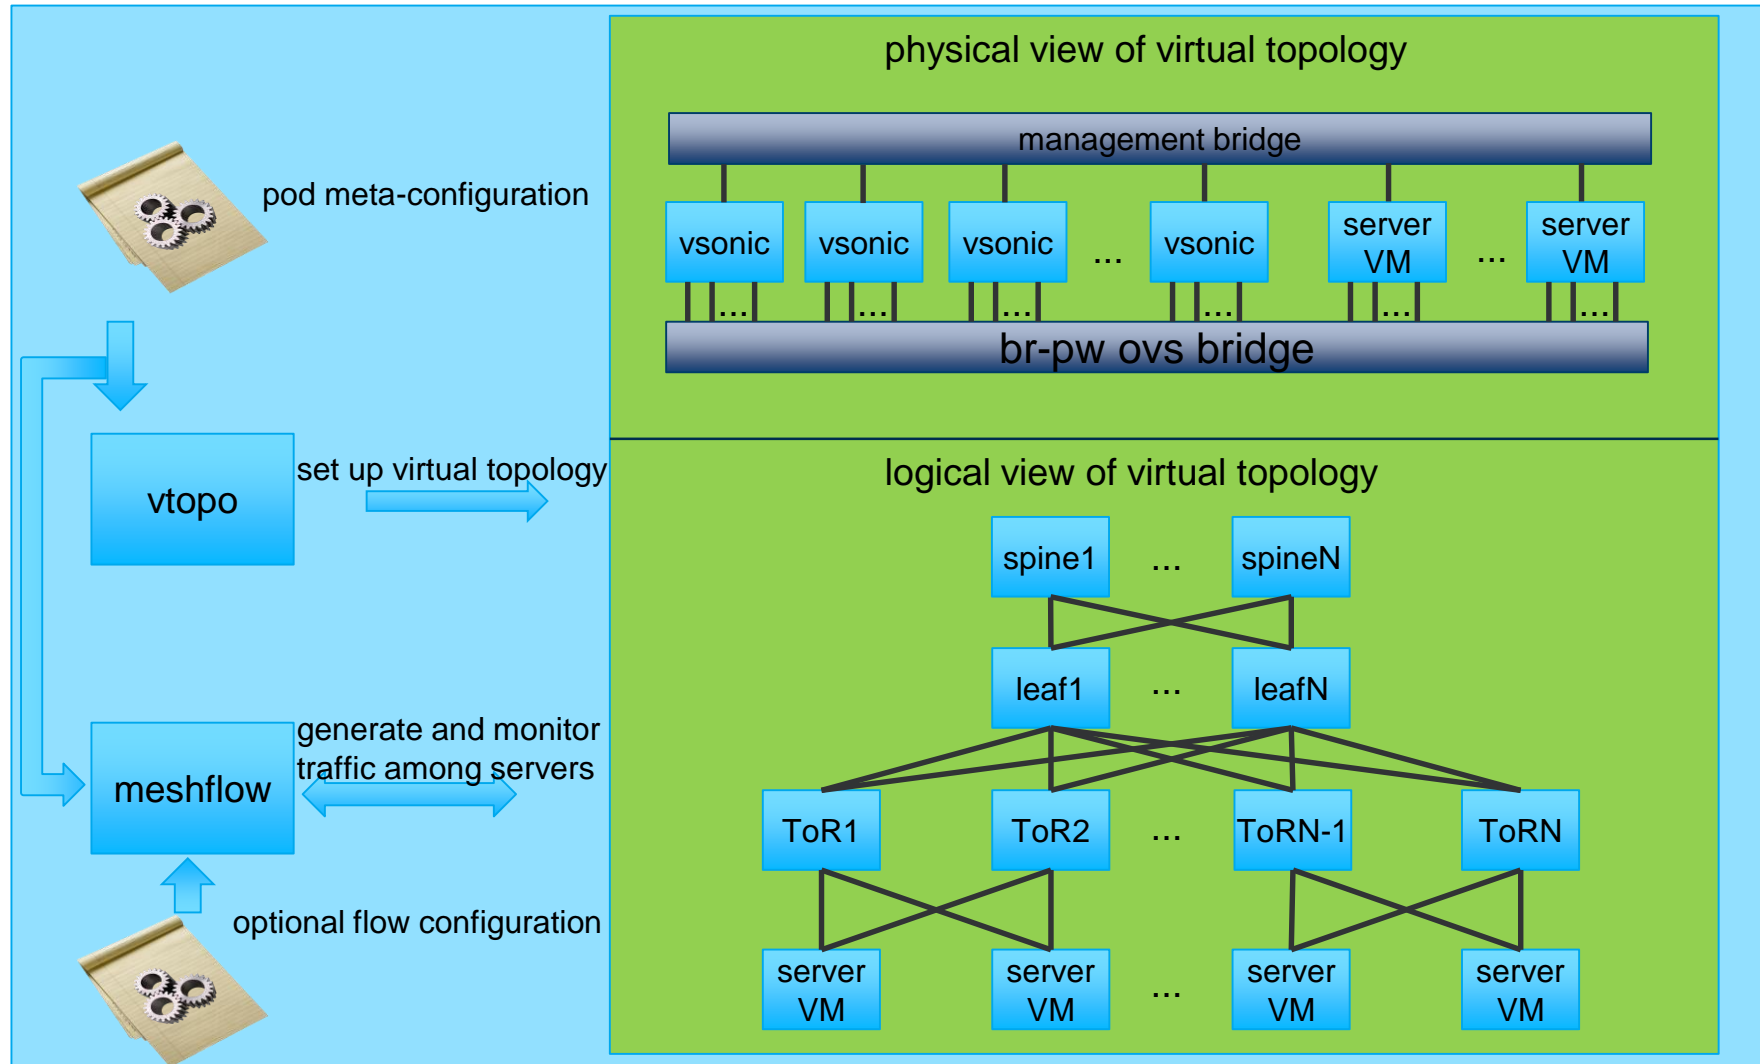 physical view of virtual topology
management bridge
pod meta-configuration
vsonic
vsonic
vsonic
...
vsonic
server
VM
...
server
VM
...
...
...
...
...
...
br-pw ovs bridge
set up virtual topology
vtopo
logical view of virtual topology
spine1
...
spineN
leaf1
...
leafN
generate and monitor
traffic among servers
meshflow
ToR1
ToR2
...
ToRN-1
ToRN
optional flow configuration
server
VM
server
VM
...
server
VM
server
VM